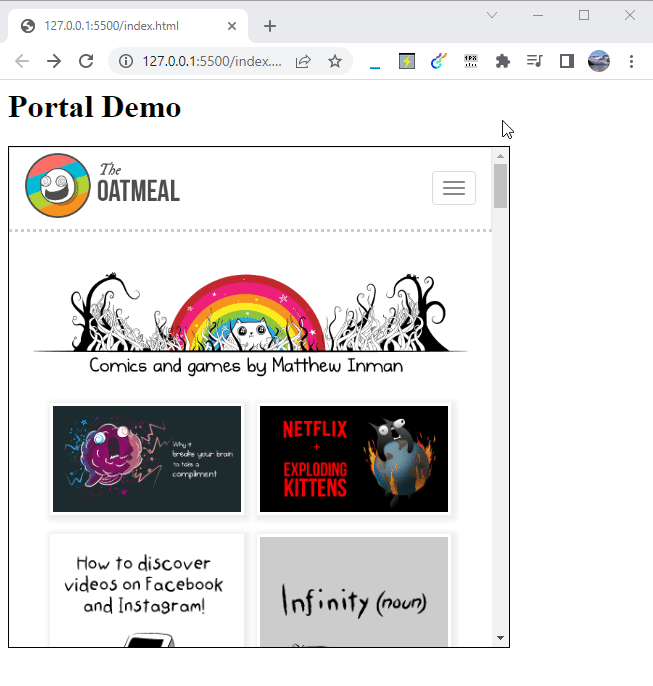 127.0.0.1:5500/index.html
127.0.0.1:5500/index....
Portal Demo
The
OATMEAL
Comics and games by Matthew Inman
Why it
breaks your brain
to take a
compliment
NETFLIX
+
EXPLODING
KITTENS
How to discover
videos on Facebook
and Instagram!
Infinity (noun)